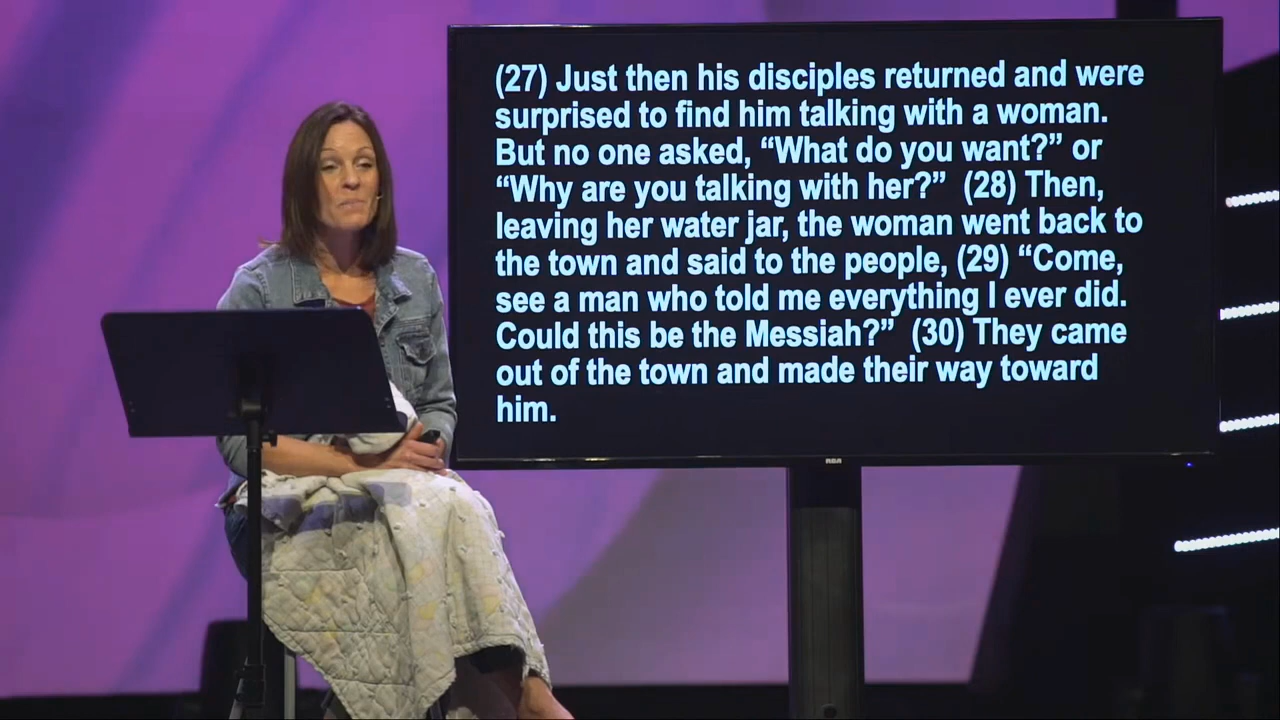 (27) Just then his disciples returned and were
surprised to find him talking with a woman.
But no one asked, “What do you want?” or
“Why are you talking with her?”  (28) Then,
leaving her water jar, the woman went back to
the town and said to the people, (29) “Come,
see a man who told me everything I ever did.
Could this be the Messiah?”  (30) They came
out of the town and made their way toward
him.
RCA